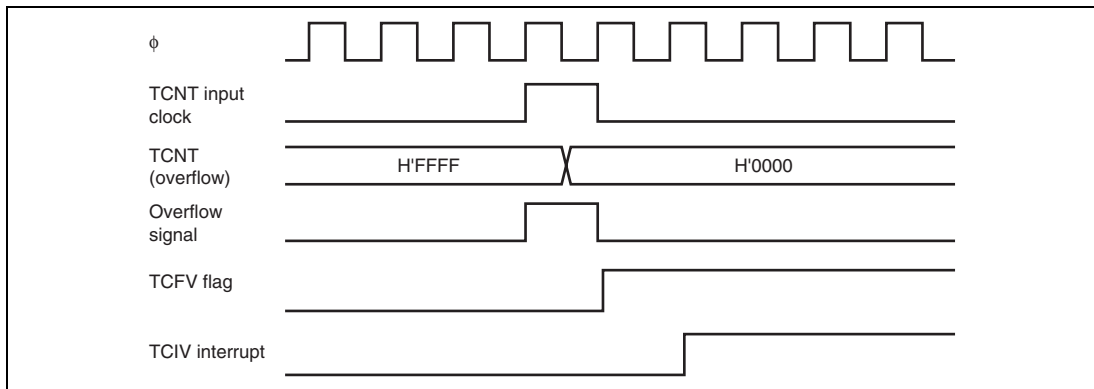 ϕ
TCNT input
clock
TCNT
(overflow)
H'FFFF
H'0000
Overflow
signal
TCFV flag
TCIV interrupt